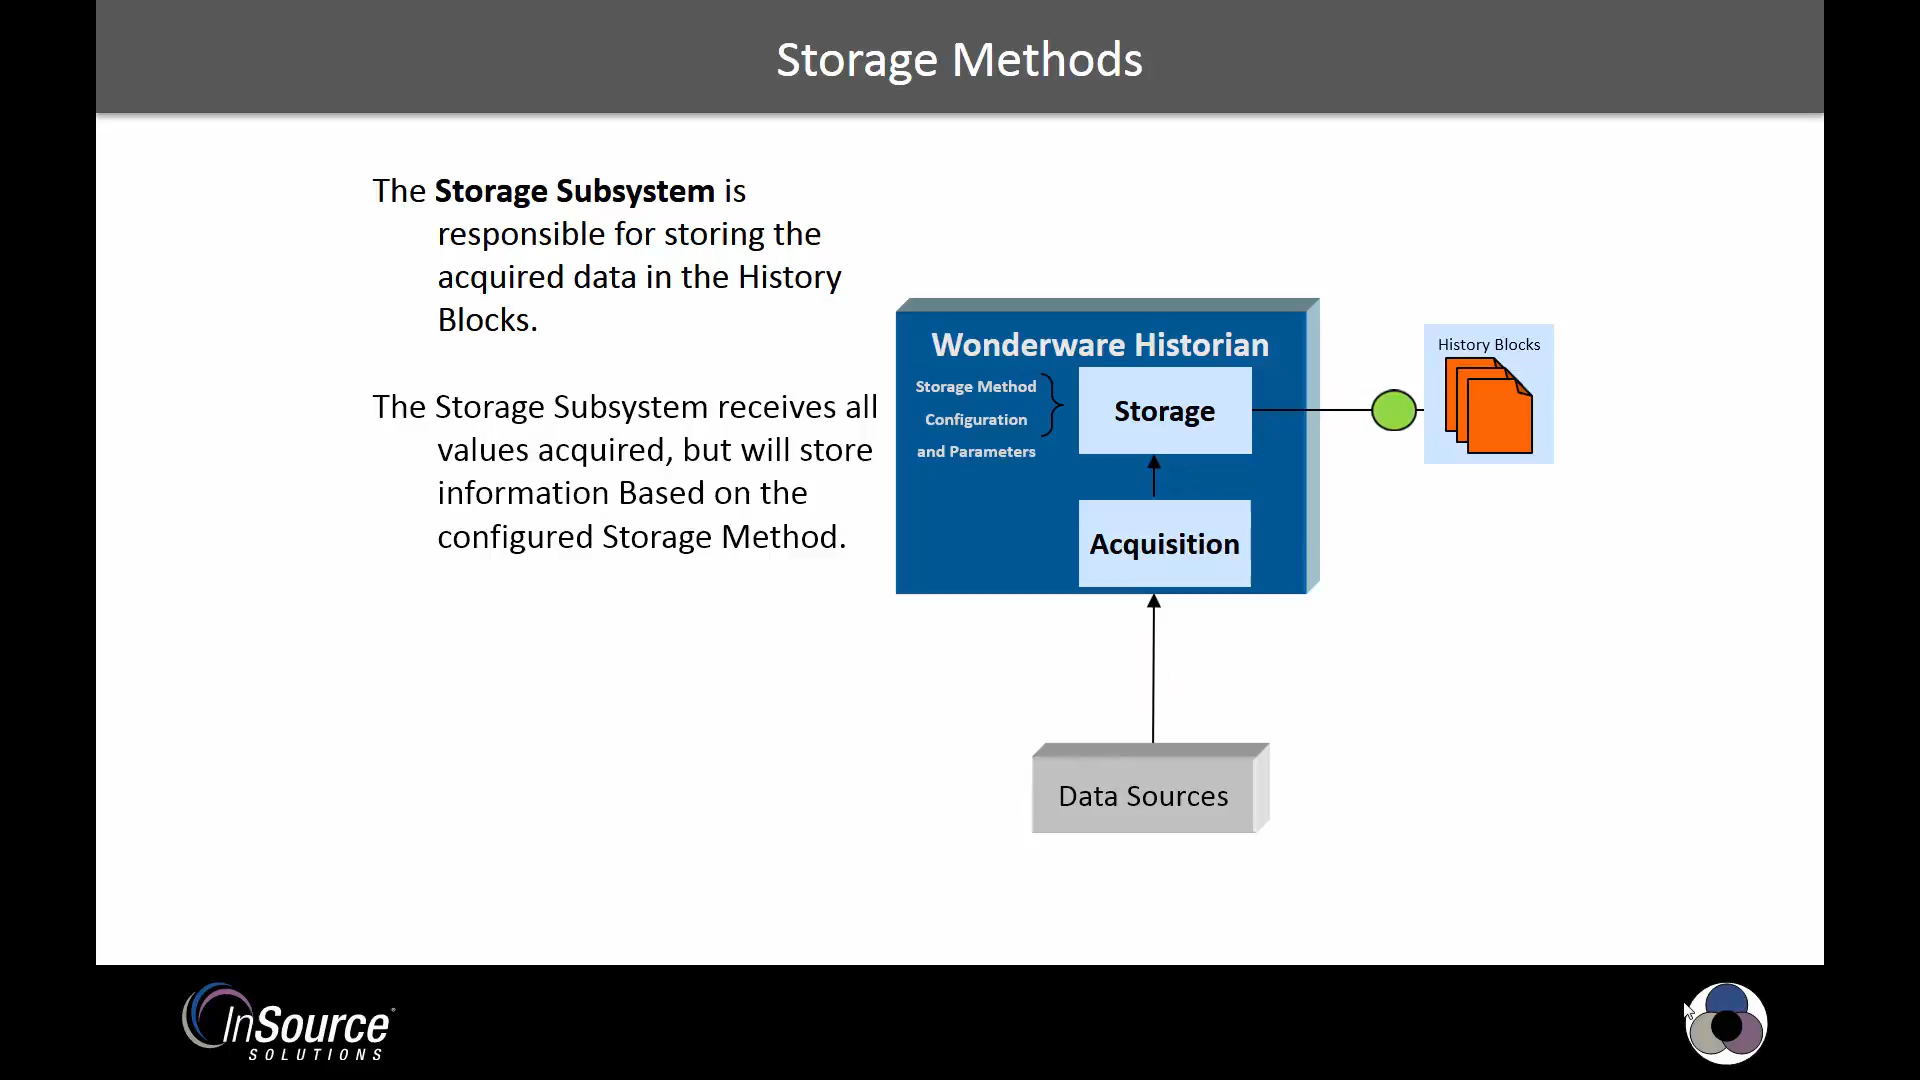 Storage Methods
The Storage Subsystem is
responsible for storing the
acquired data in the History
Blocks.
The Storage Subsystem receives all
values acquired, but will store
information Based on the
configured Storage Method.
Wonderware Historian
Storage Method
Configuration
and Parameters
Storage
Acquisition
History Blocks
Data Sources
InSource
SOLUTIONS